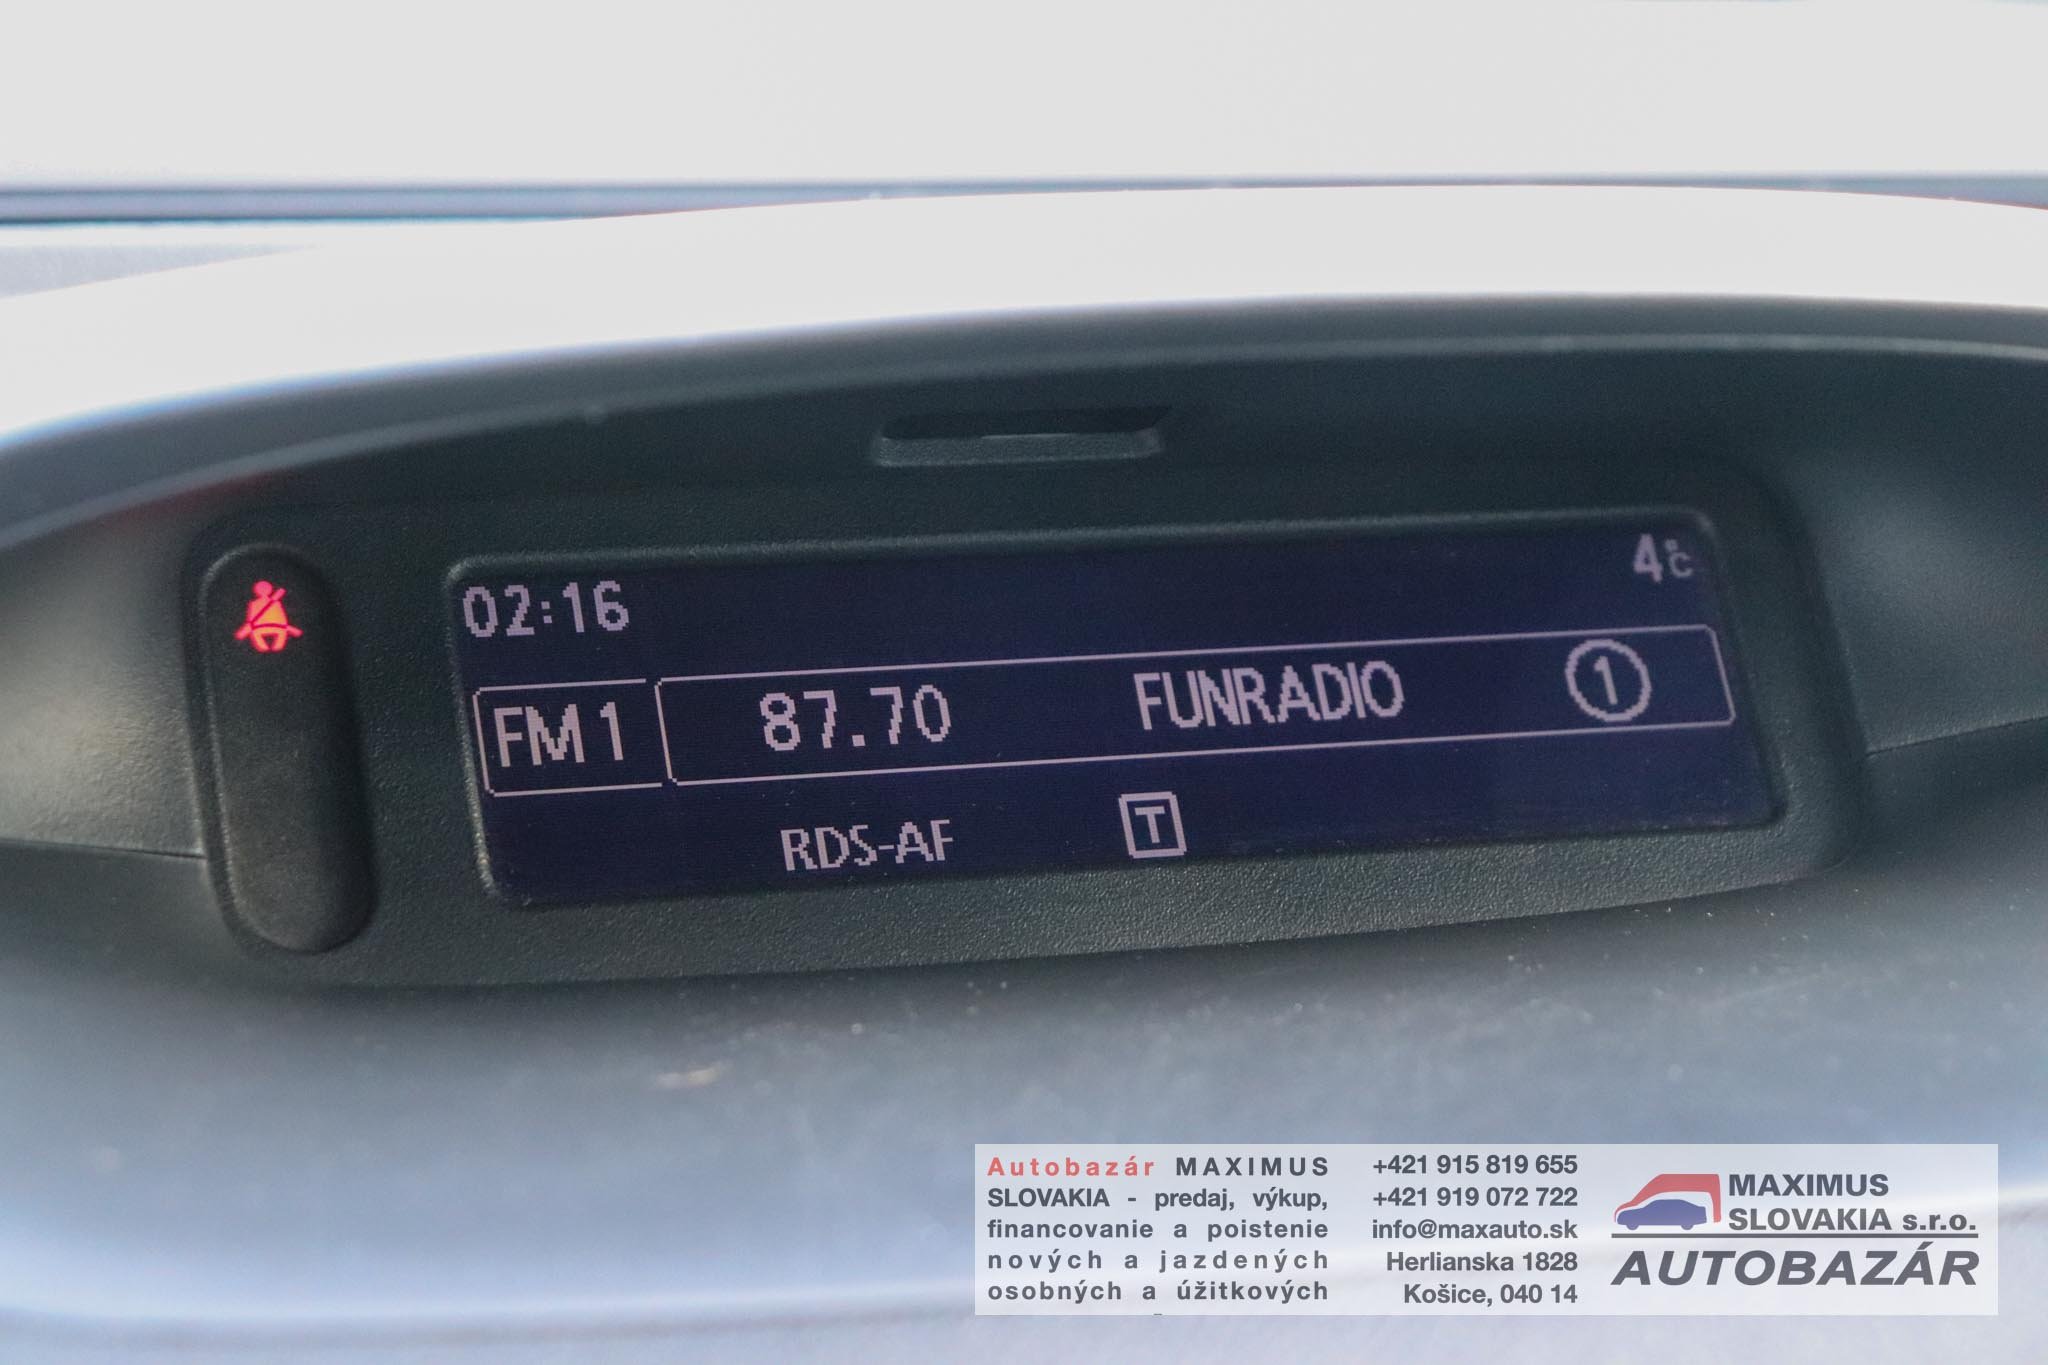 02:16
4°C
FM1
87.70
FUNRADIO
1
RDS-AF
T
Autobazár MAXIMUS
SLOVAKIA - predaj, výkup,
financovanie a poistenie
nových a jazdených
osobných a úžitkových
+421 915 819 655
+421 919 072 722
info@maxauto.sk
Herlianska 1828
Košice, 040 14
MAXIMUS
SLOVAKIA s.r.o.
AUTOBAZÁR